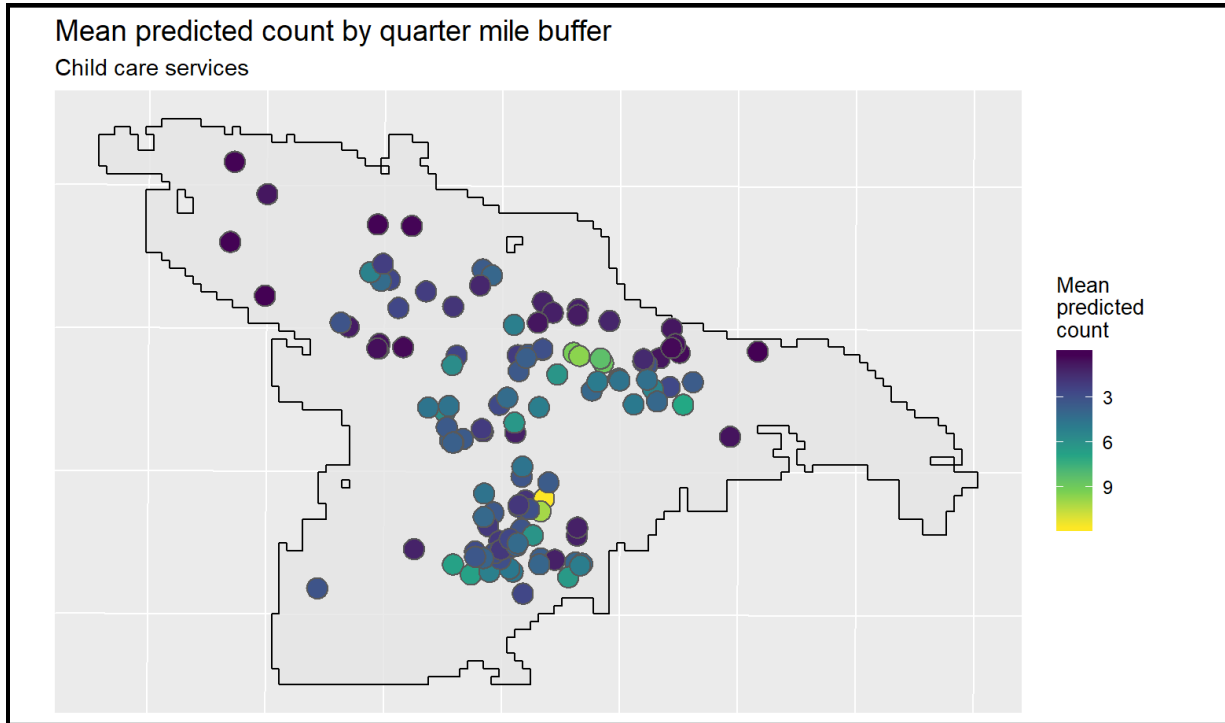 Mean predicted count by quarter mile buffer
Child care services
Mean
predicted
count
3
6
9